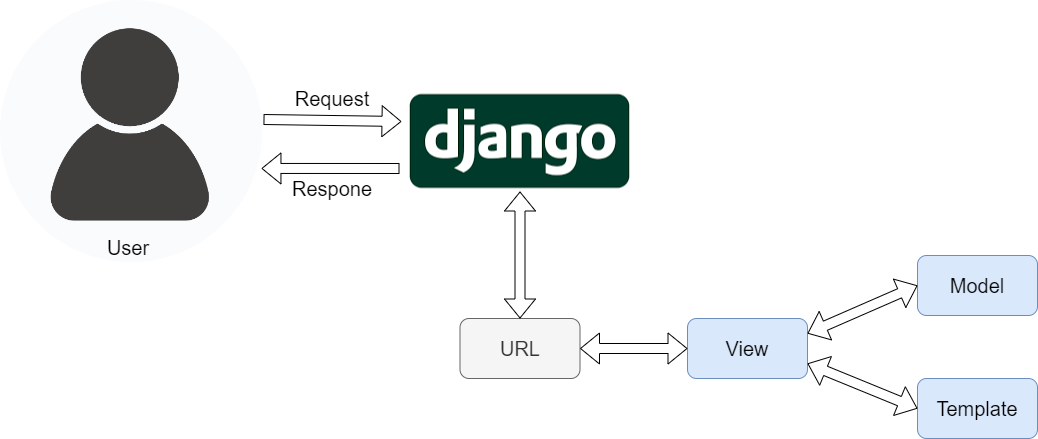 Request
django
Respone
User
Model
URL
View
Template